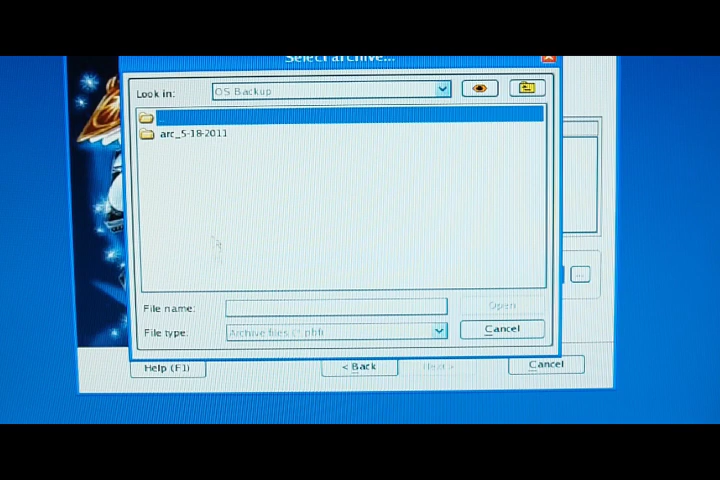 Select archive...
Look in:
OS Backup
..
arc_5-18-2011
File name:
Open
File type:
Archive files (*.pbf)
Cancel
...
Help (F1)
< Back
Next >
Cancel